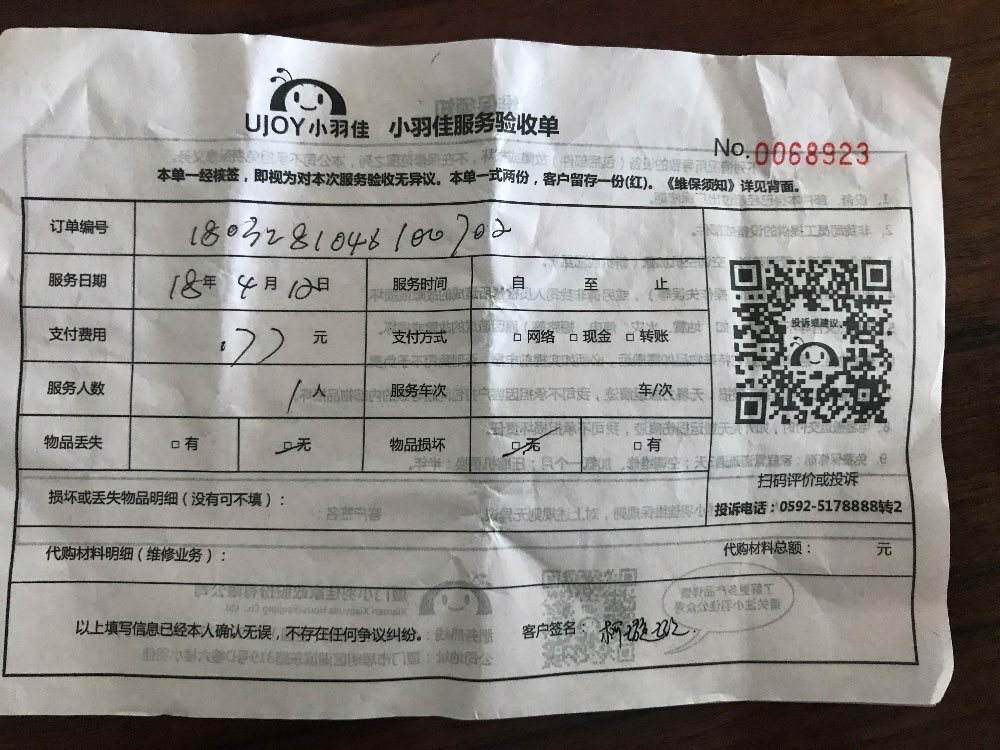 UJOY小羽佳 小羽佳服务验收单
No. 0068923
本单一经核签，即视为对本次服务验收无异议。本单一式两份，客户留存一份(红)。《维保须知》详见背面。
订单编号 1803281046100702
服务日期 18年4月12日 服务时间 自 至 止
支付费用 元 支付方式 □网络 □现金 □转账
服务人数 1人 服务车次 车/次
物品丢失 □有 □无 物品损坏 □无 □有
投诉或建议
扫码评价或投诉
损坏或丢失物品明细（没有可不填）：
投诉电话：0592-5178888转2
代购材料明细（维修业务）： 代购材料总额： 元
以上填写信息已经本人确认无误，不存在任何争议纠纷。 客户签名：